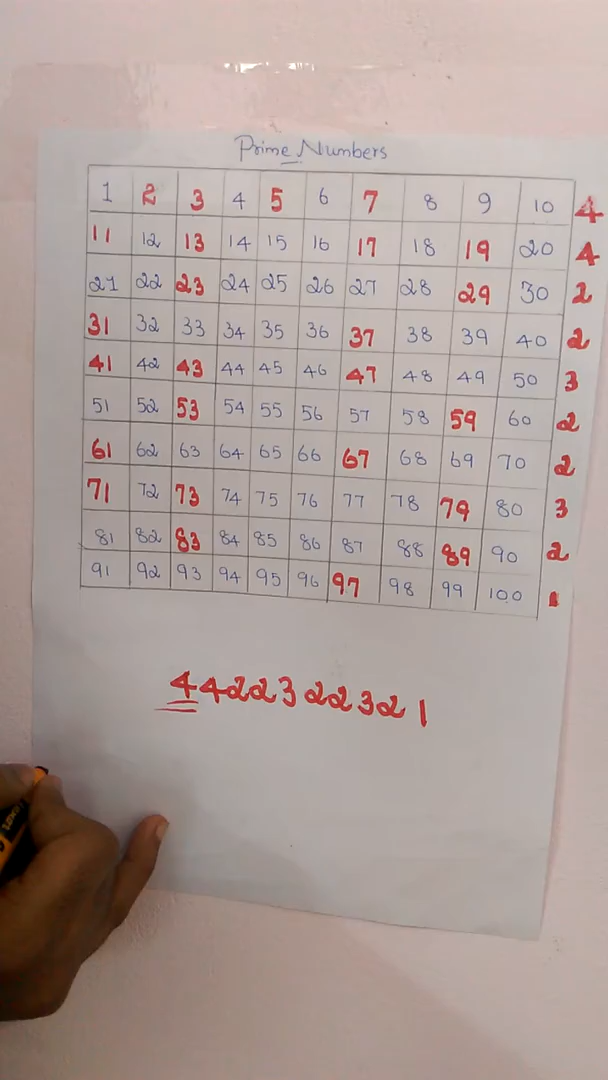 Prime Numbers
1 2 3 4 5 6 7 8 9 10 4
11 12 13 14 15 16 17 18 19 20 4
21 22 23 24 25 26 27 28 29 30 2
31 32 33 34 35 36 37 38 39 40 2
41 42 43 44 45 46 47 48 49 50 3
51 52 53 54 55 56 57 58 59 60 2
61 62 63 64 65 66 67 68 69 70 2
71 72 73 74 75 76 77 78 79 80 3
81 82 83 84 85 86 87 88 89 90 2
91 92 93 94 95 96 97 98 99 100 1
4422322321